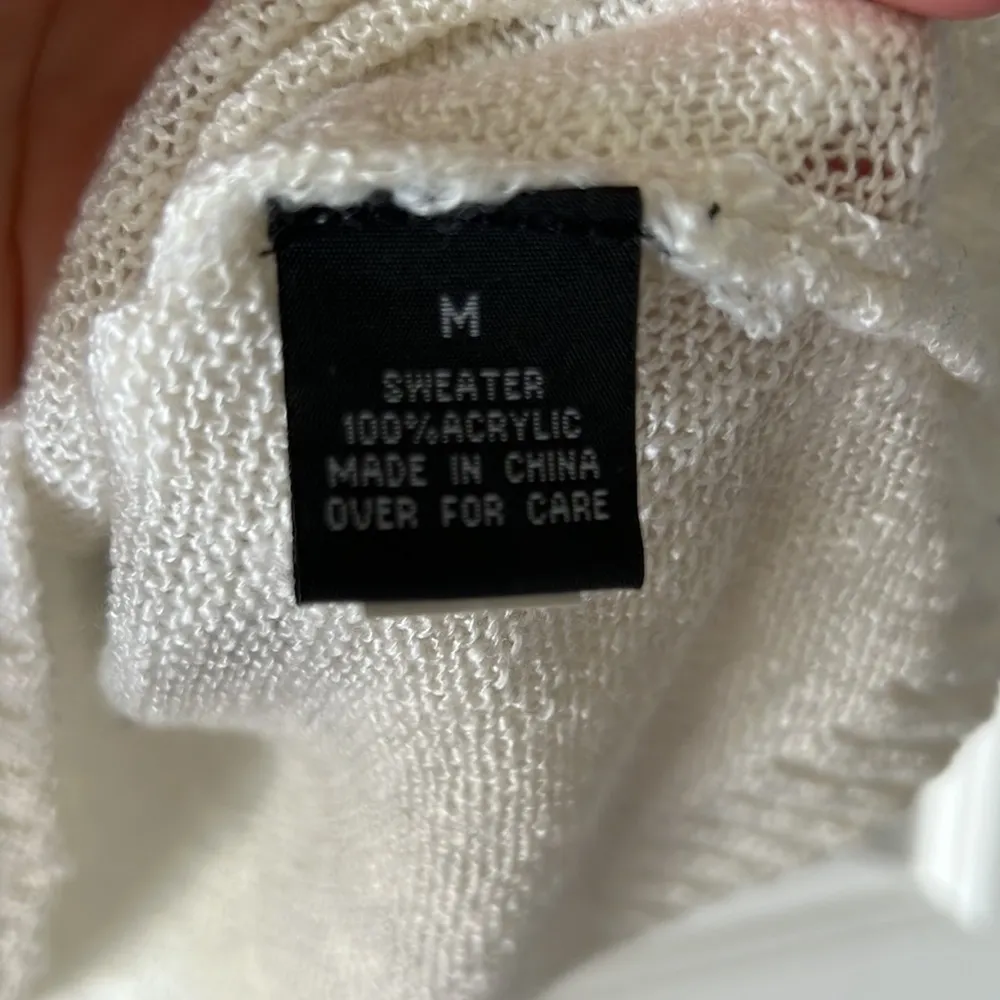 M
SWEATER
100%ACRYLIC
MADE IN CHINA
OVER FOR CARE